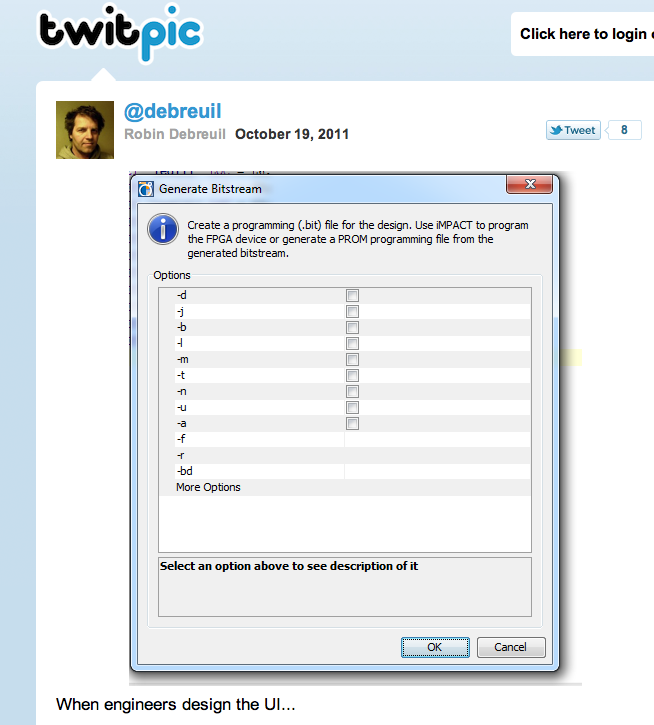 twitpic
Click here to login
@debreuil
Robin Debreuil October 19, 2011
Tweet 8
Generate Bitstream
Create a programming (.bit) file for the design. Use iMPACT to program
the FPGA device or generate a PROM programming file from the
generated bitstream.
Options
-d
-j
-b
-l
-m
-t
-n
-u
-a
-f
-r
-bd
More Options
Select an option above to see description of it
OK Cancel
When engineers design the UI...